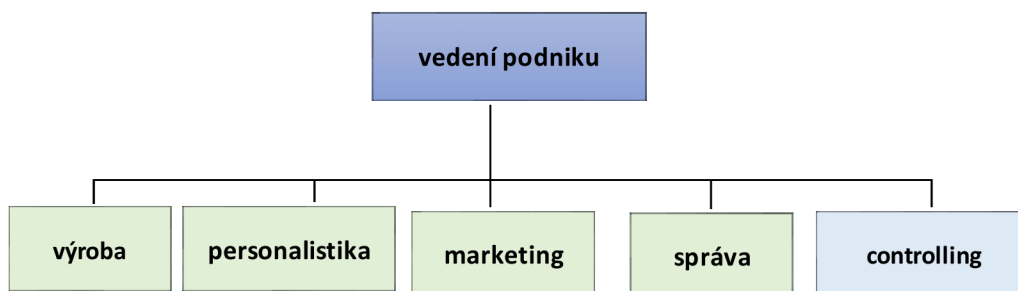 vedení podniku
výroba
personalistika
marketing
správa
controlling